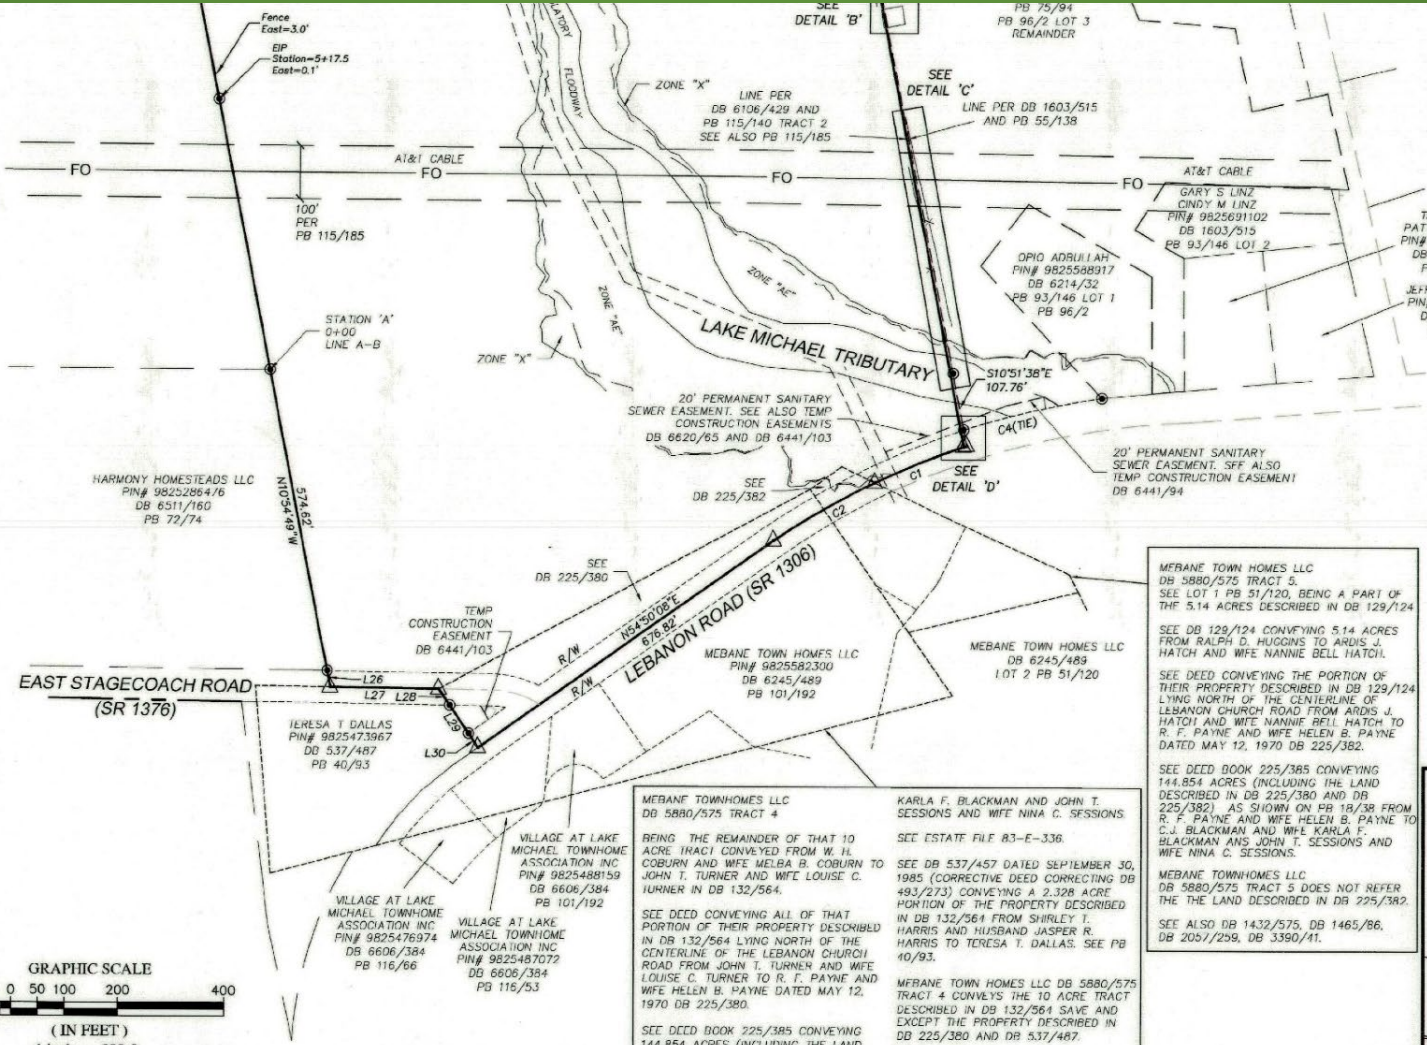 Fence
East=3.0'
EIP
Station=5+17.5
East=0.1'
ULATORY
FLOODWAY
ZONE "X"
SEE
DETAIL 'B'
PB 75/94
PB 96/2 LOT 3
REMAINDER
SEE
DETAIL 'C'
LINE PER
DB 6106/429 AND
PB 115/140 TRACT 2
SEE ALSO PB 115/185
LINE PER DB 1603/515
AND PB 55/138
AT&T CABLE
FO
FO
FO
FO
AT&T CABLE
100'
PER
PB 115/185
GARY S LINZ
CINDY M LINZ
PIN# 9825691102
DB 1603/515
PB 93/146 LOT 2
PAT
PIN#
DB
OPIO ADBULLAH
PIN# 9825588917
DB 6214/32
PB 93/146 LOT 1
PB 96/2
JEF
PIN
D
ZONE "AE"
ZONE "AE"
STATION 'A'
0+00
LINE A-B
ZONE "X"
LAKE MICHAEL TRIBUTARY
S10°51'38"E
107.76'
20' PERMANENT SANITARY
SEWER EASEMENT. SEE ALSO TEMP
CONSTRUCTION EASEMENTS
DB 6620/65 AND DB 6441/103
C4(TIE)
20' PERMANENT SANITARY
SEWER EASEMENT. SEE ALSO
TEMP CONSTRUCTION EASEMENT
DB 6441/94
SEE
DETAIL 'D'
C1
C2
SEE
DB 225/382
HARMONY HOMESTEADS LLC
PIN# 9825286476
DB 6511/160
PB 72/74
574.62'
N10°54'49"W
SEE
DB 225/380
N54°50'08"E
676.82'
R/W
R/W
LEBANON ROAD (SR 1306)
TEMP
CONSTRUCTION
EASEMENT
DB 6441/103
MEBANE TOWN HOMES LLC
PIN# 9825582300
DB 6245/489
PB 101/192
MEBANE TOWN HOMES LLC
DB 6245/489
LOT 2 PB 51/120
EAST STAGECOACH ROAD
(SR 1376)
L26
L27
L28
L29
L30
TERESA T DALLAS
PIN# 9825473967
DB 537/487
PB 40/93
VILLAGE AT LAKE
MICHAEL TOWNHOME
ASSOCIATION INC
PIN# 9825488159
DB 6606/384
PB 101/192
VILLAGE AT LAKE
MICHAEL TOWNHOME
ASSOCIATION INC
PIN# 9825476974
DB 6606/384
PB 116/66
VILLAGE AT LAKE
MICHAEL TOWNHOME
ASSOCIATION INC
PIN# 9825487072
DB 6606/384
PB 116/53
GRAPHIC SCALE
0 50 100 200 400
( IN FEET )
MEBANE TOWNHOMES LLC
DB 5880/575 TRACT 4
BEING THE REMAINDER OF THAT 10
ACRE TRACT CONVEYED FROM W. H.
COBURN AND WIFE MELBA B. COBURN TO
JOHN T. TURNER AND WIFE LOUISE C.
TURNER IN DB 132/564.
SEE DEED CONVEYING ALL OF THAT
PORTION OF THEIR PROPERTY DESCRIBED
IN DB 132/564 LYING NORTH OF THE
CENTERLINE OF THE LEBANON CHURCH
ROAD FROM JOHN T. TURNER AND WIFE
LOUISE C. TURNER TO R. F. PAYNE AND
WIFE HELEN B. PAYNE DATED MAY 12,
1970 DB 225/380.
SEE DEED BOOK 225/385 CONVEYING
144.854 ACRES (INCLUDING THE LAND
KARLA F. BLACKMAN AND JOHN T.
SESSIONS AND WIFE NINA C. SESSIONS
SEE ESTATE FILE 83-E-336.
SEE DB 537/457 DATED SEPTEMBER 30,
1985 (CORRECTIVE DEED CORRECTING DB
493/273) CONVEYING A 2.328 ACRE
PORTION OF THE PROPERTY DESCRIBED
IN DB 132/564 FROM SHIRLEY T.
HARRIS AND HUSBAND JASPER R.
HARRIS TO TERESA T. DALLAS. SEE PB
40/93.
MEBANE TOWN HOMES LLC DB 5880/575
TRACT 4 CONVEYS THE 10 ACRE TRACT
DESCRIBED IN DB 132/564 SAVE AND
EXCEPT THE PROPERTY DESCRIBED IN
DB 225/380 AND DB 537/487.
MEBANE TOWN HOMES LLC
DB 5880/575 TRACT 5.
SEE LOT 1 PB 51/120, BEING A PART OF
THE 5.14 ACRES DESCRIBED IN DB 129/124
SEE DB 129/124 CONVEYING 5.14 ACRES
FROM RALPH D. HUGGINS TO ARDIS J.
HATCH AND WIFE NANNIE BELL HATCH.
SEE DEED CONVEYING THE PORTION OF
THEIR PROPERTY DESCRIBED IN DB 129/124
LYING NORTH OF THE CENTERLINE OF
LEBANON CHURCH ROAD FROM ARDIS J.
HATCH AND WIFE NANNIE BELL HATCH TO
R. F. PAYNE AND WIFE HELEN B. PAYNE
DATED MAY 12, 1970 DB 225/382.
SEE DEED BOOK 225/385 CONVEYING
144.854 ACRES (INCLUDING THE LAND
DESCRIBED IN DB 225/380 AND DB
225/382) AS SHOWN ON PB 18/38 FROM
R. F. PAYNE AND WIFE HELEN B. PAYNE TO
C.J. BLACKMAN AND WIFE KARLA F.
BLACKMAN ANS JOHN T. SESSIONS AND
WIFE NINA C. SESSIONS.
MEBANE TOWNHOMES LLC
DB 5880/575 TRACT 5 DOES NOT REFER
THE THE LAND DESCRIBED IN DB 225/382.
SEE ALSO DB 1432/575, DB 1465/86,
DB 2057/259, DB 3390/41.